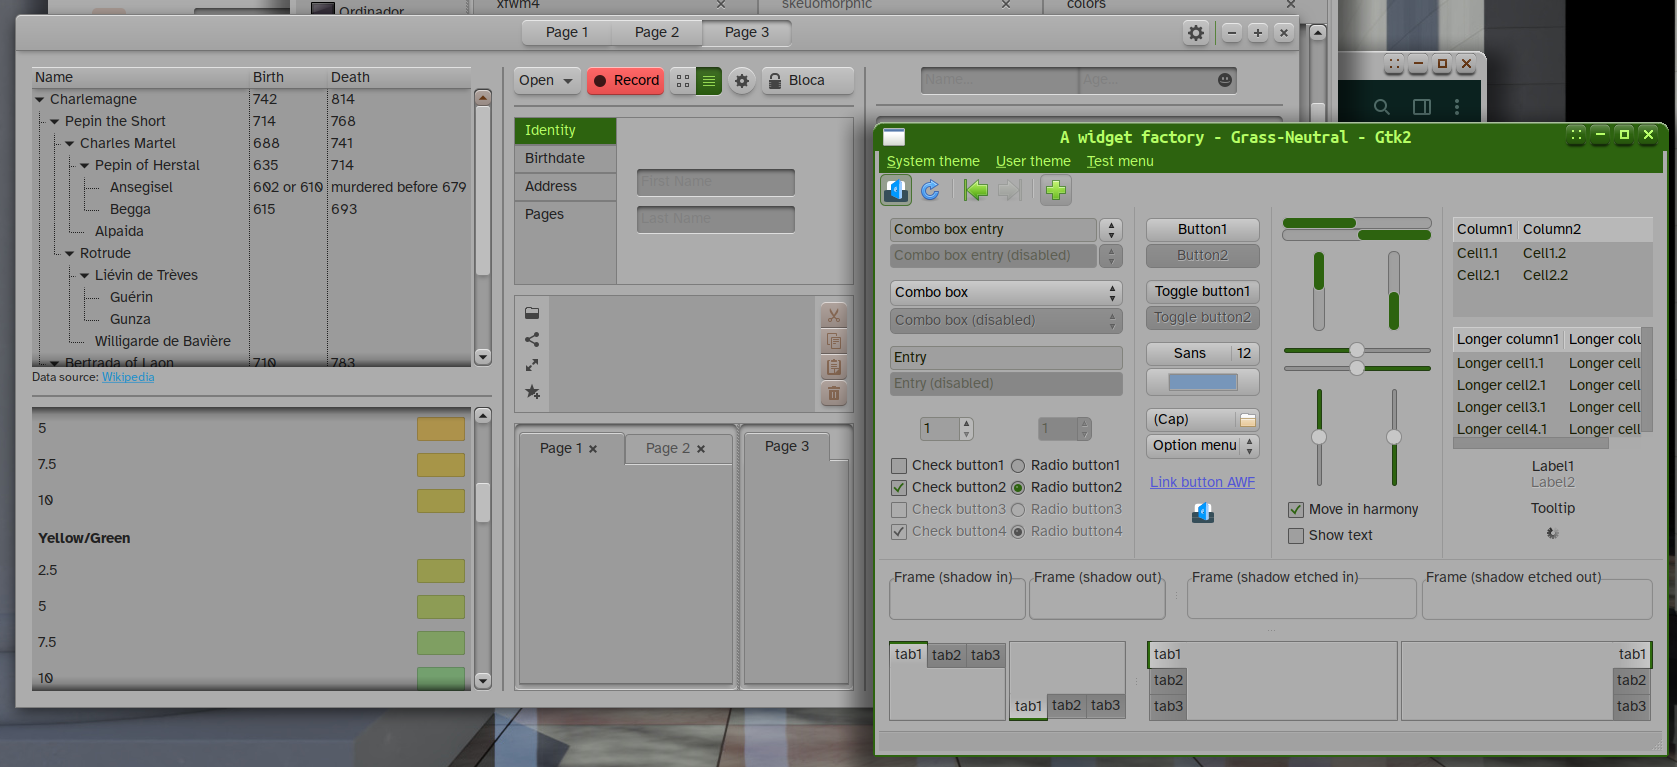 Ordinador
xfwm4
skeuomorphic
colors
Page 1 Page 2 Page 3
Name Birth Death
Charlemagne 742 814
Pepin the Short 714 768
Charles Martel 688 741
Pepin of Herstal 635 714
Ansegisel 602 or 610 murdered before 679
Begga 615 693
Alpaida
Rotrude
Liévin de Trèves
Guérin
Gunza
Willigarde de Bavière
Bertrada of Laon 710 783
Data source: Wikipedia
5
7.5
10
Yellow/Green
2.5
5
7.5
10
Open Record Bloca
Name... Age...
Identity
Birthdate
Address
Pages
First Name
Last Name
Page 1 Page 2 Page 3
A widget factory - Grass-Neutral - Gtk2
System theme User theme Test menu
Combo box entry
Combo box entry (disabled)
Combo box
Combo box (disabled)
Entry
Entry (disabled)
1 1
Check button1 Radio button1
Check button2 Radio button2
Check button3 Radio button3
Check button4 Radio button4
Button1
Button2
Toggle button1
Toggle button2
Sans 12
(Cap)
Option menu
Link button AWF
Move in harmony
Show text
Column1 Column2
Cell1.1 Cell1.2
Cell2.1 Cell2.2
Longer column1 Longer colu
Longer cell1.1 Longer cell
Longer cell2.1 Longer cell
Longer cell3.1 Longer cell
Longer cell4.1 Longer cell
Label1
Label2
Tooltip
Frame (shadow in) Frame (shadow out) Frame (shadow etched in) Frame (shadow etched out)
tab1 tab2 tab3
tab1 tab2 tab3
tab1
tab2
tab3
tab1
tab2
tab3